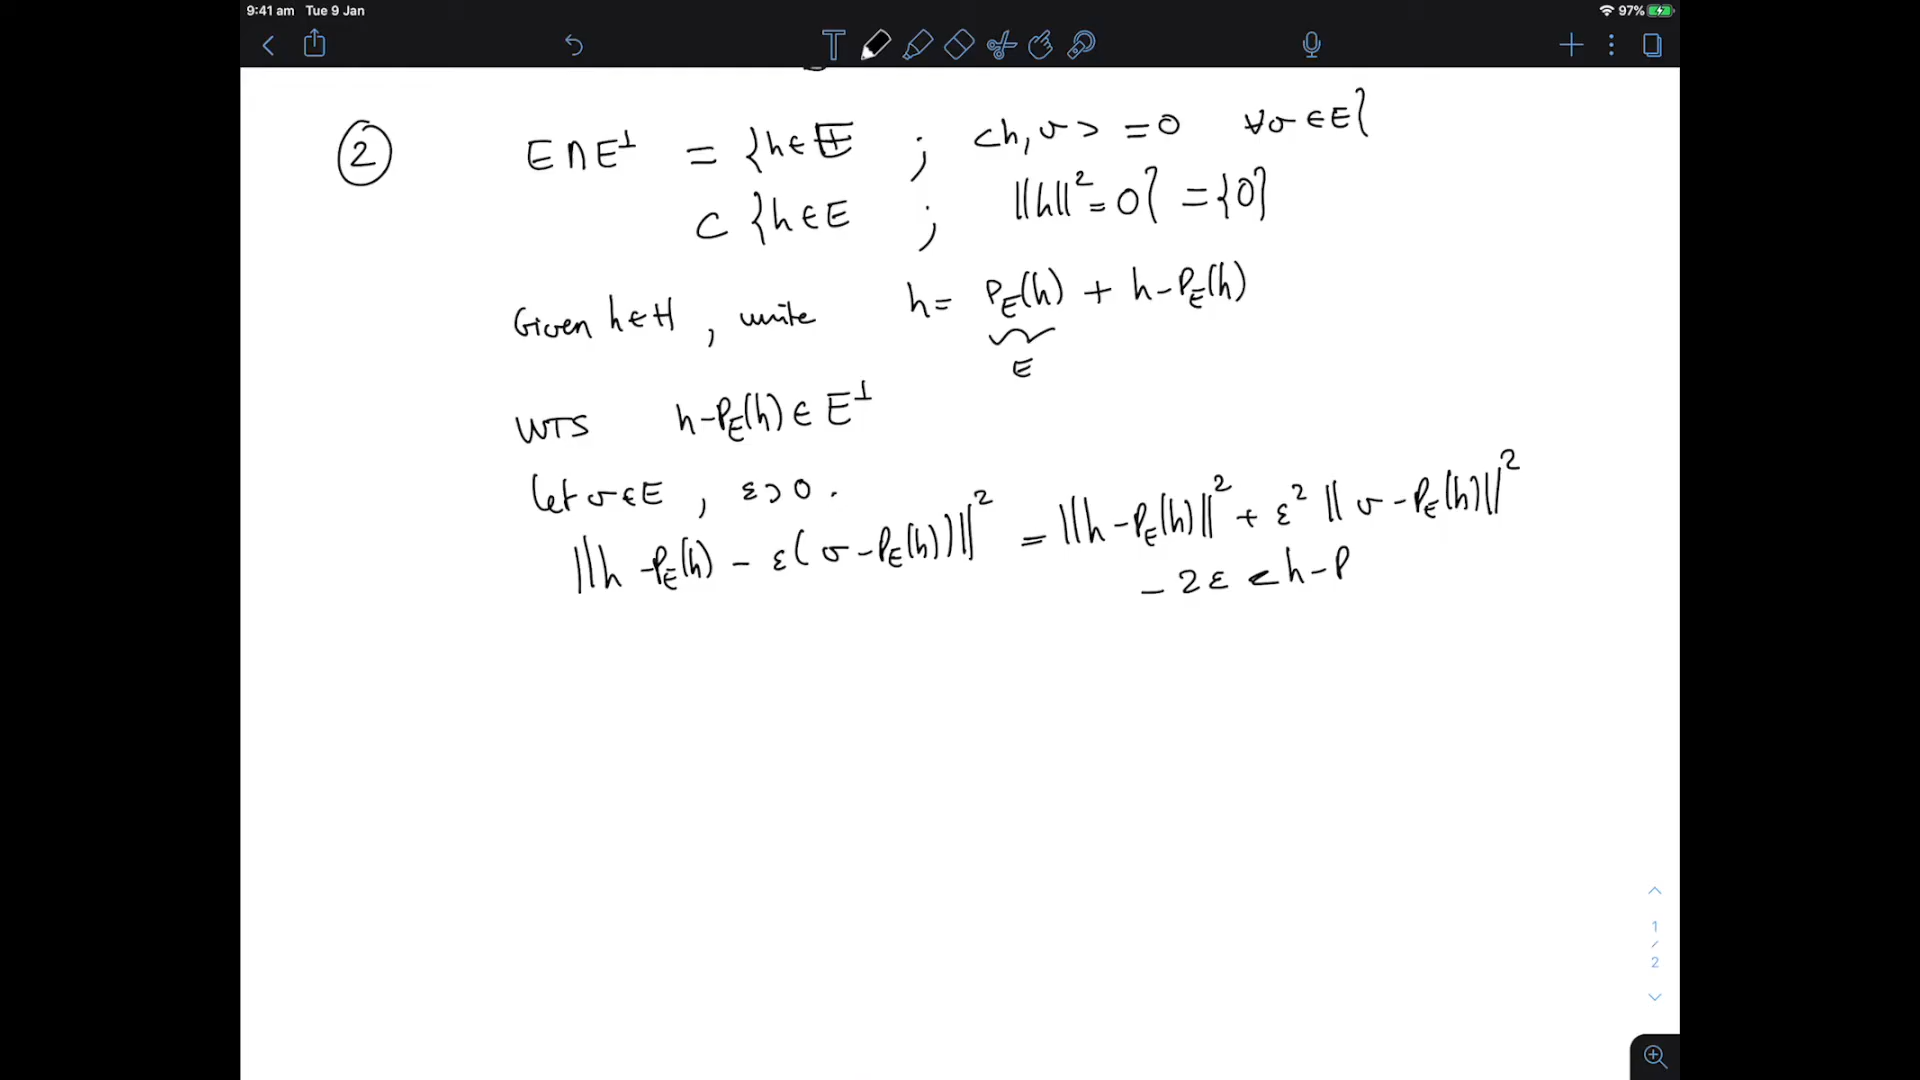 9:41 am Tue 9 Jan 97%
T
② E ∩ E^⊥ = {h ∈ E ; <h, v> = 0 ∀v ∈ E}
⊂ {h ∈ E ; ||h||² = 0} = {0}
Given h ∈ H, write h = P_E(h) + h - P_E(h)
E
WTS h - P_E(h) ∈ E^⊥
let v ∈ E, ε > 0.
||h - P_E(h) - ε(v - P_E(h))||² = ||h - P_E(h)||² + ε² ||v - P_E(h)||²
- 2ε <h - P
1
/
2